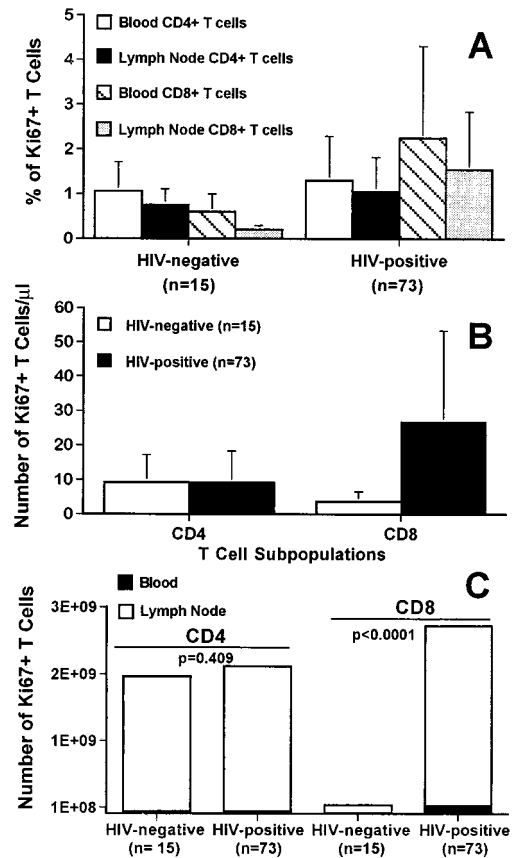 A
Blood CD4+ T cells
Lymph Node CD4+ T cells
Blood CD8+ T cells
Lymph Node CD8+ T cells
% of Ki67+ T Cells
5
4
3
2
1
0
HIV-negative
(n=15)
HIV-positive
(n=73)
B
HIV-negative (n=15)
HIV-positive (n=73)
Number of Ki67+ T Cells/µl
60
50
40
30
20
10
0
CD4
CD8
T Cell Subpopulations
C
Blood
Lymph Node
Number of Ki67+ T Cells
3E+09
2E+09
1E+09
1E+08
CD4
p=0.409
CD8
p<0.0001
HIV-negative
(n= 15)
HIV-positive
(n=73)
HIV-negative
(n=15)
HIV-positive
(n=73)